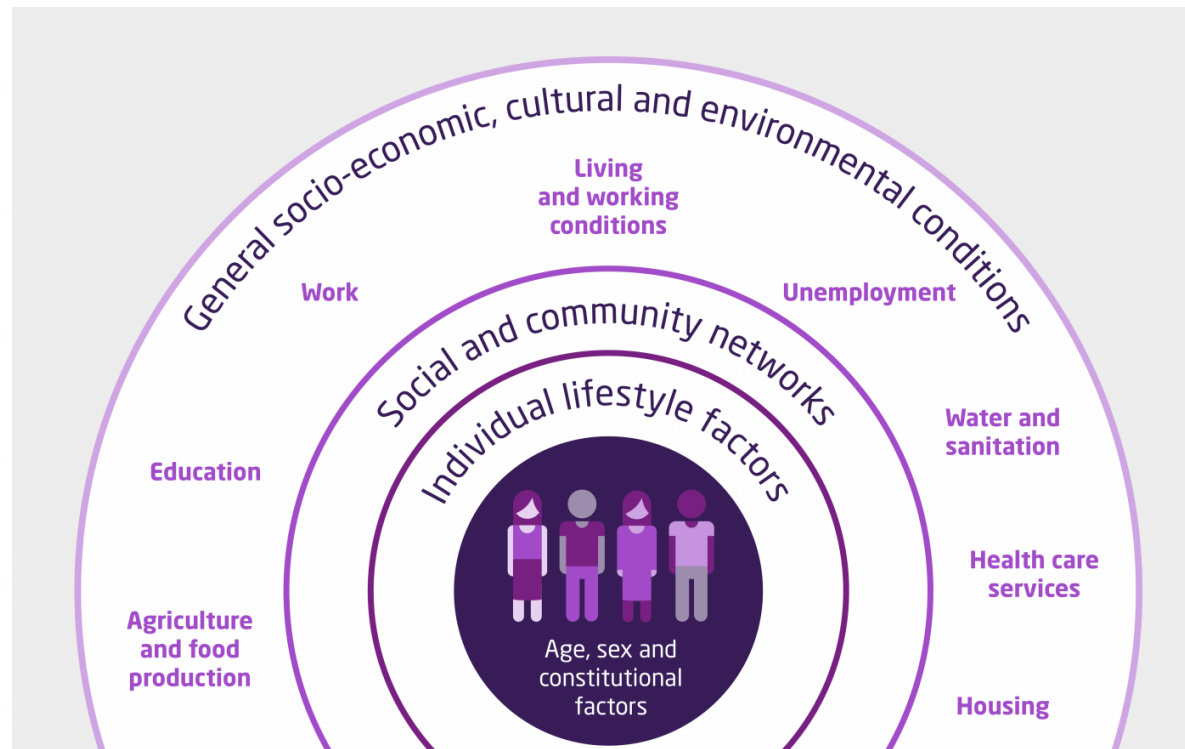 General socio-economic, cultural and environmental conditions
Living
and working
conditions
Work
Unemployment
Social and community networks
Individual lifestyle factors
Education
Water and
sanitation
Agriculture
and food
production
Health care
services
Housing
Age, sex and
constitutional
factors